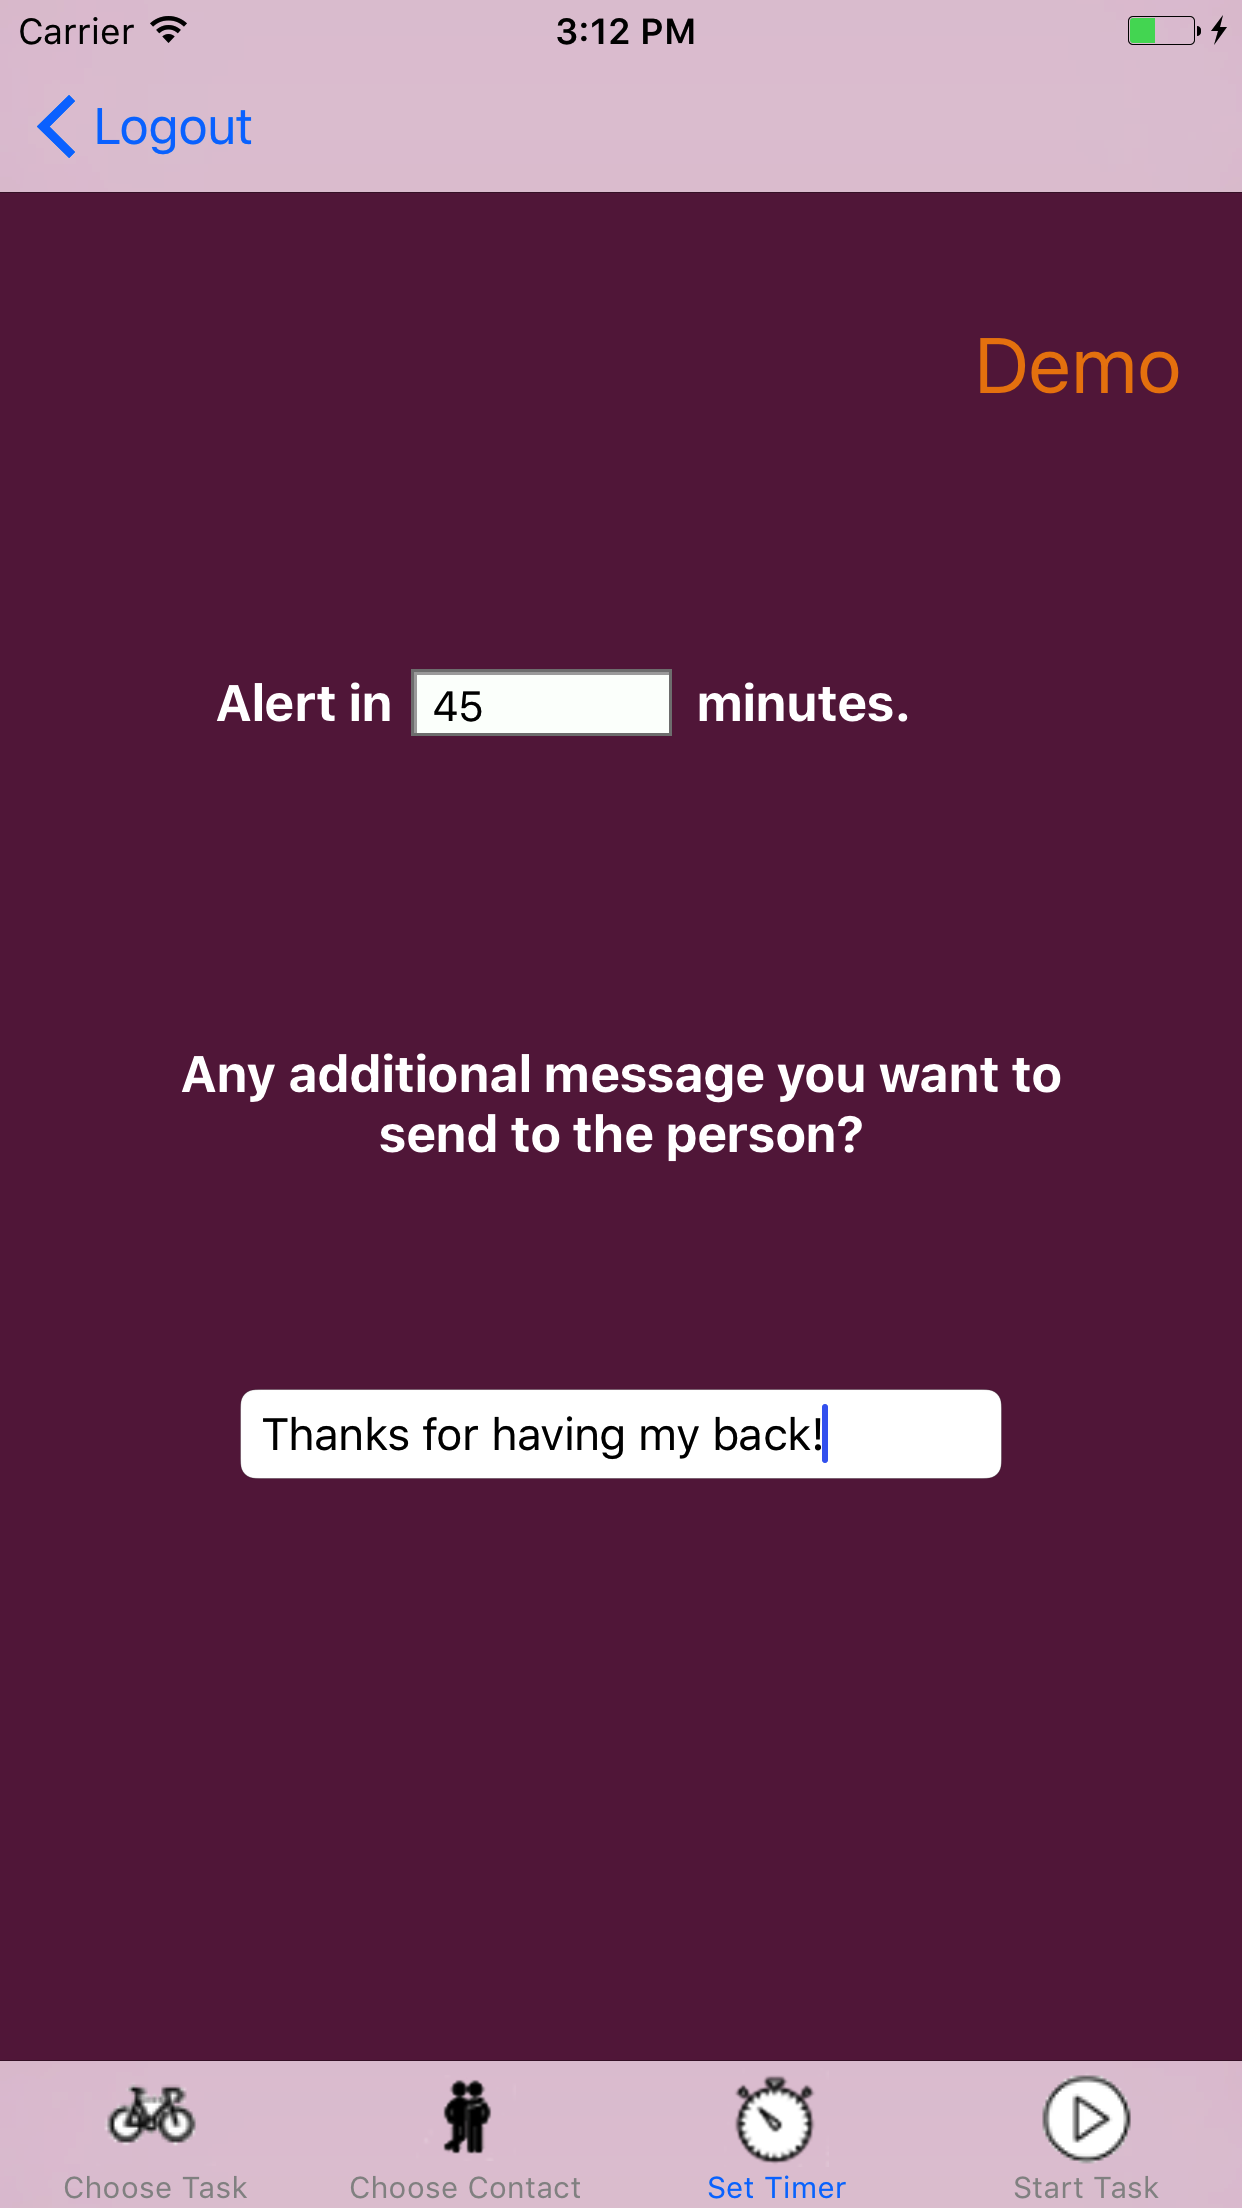 Carrier 3:12 PM
Logout
Demo
Alert in 45 minutes.
Any additional message you want to
send to the person?
Thanks for having my back!
Choose Task Choose Contact Set Timer Start Task